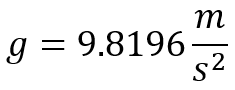 g = 9.8196 m/s²